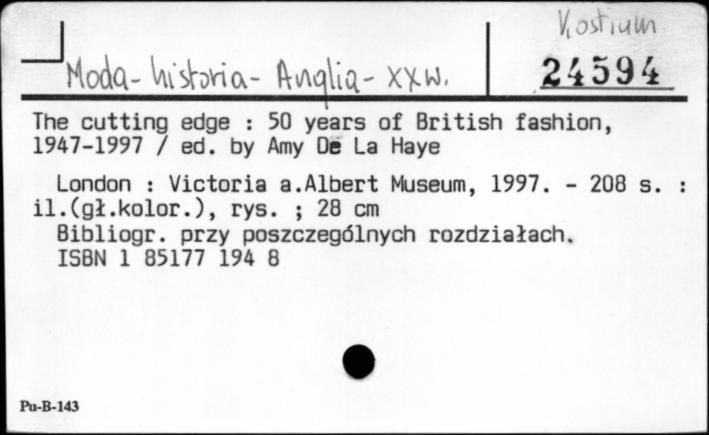 Kostium
Moda - historia - Anglia - XX w.
24594
The cutting edge : 50 years of British fashion,
1947-1997 / ed. by Amy De La Haye
London : Victoria a.Albert Museum, 1997. - 208 s. :
il.(gł.kolor.), rys. ; 28 cm
Bibliogr. przy poszczególnych rozdziałach.
ISBN 1 85177 194 8
Pu-B-143